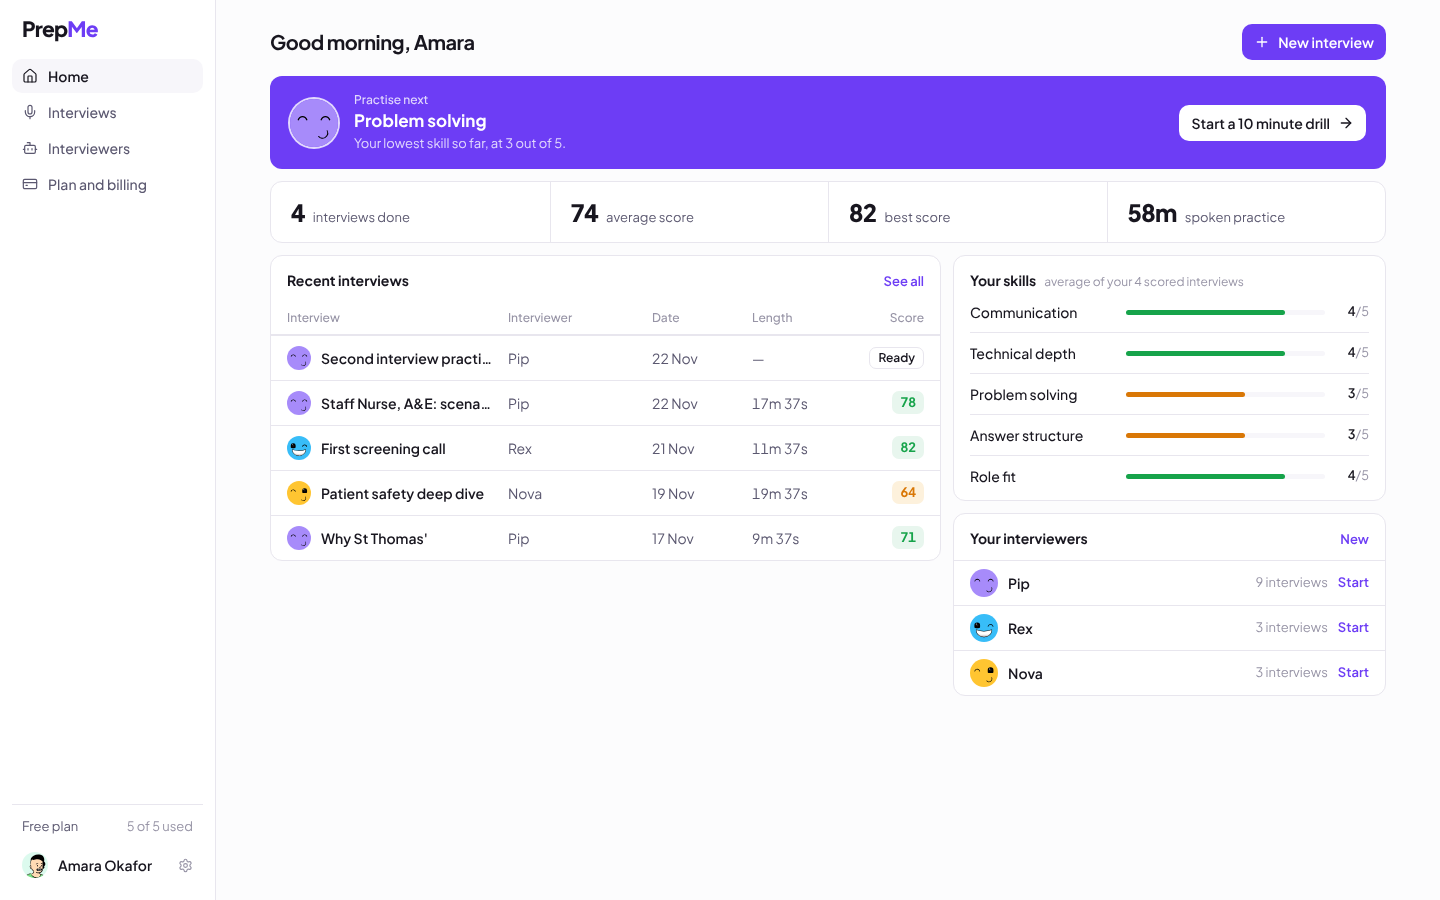 PrepMe
Home
Interviews
Interviewers
Plan and billing
Free plan 5 of 5 used
Amara Okafor
Good morning, Amara
New interview
Practise next
Problem solving
Your lowest skill so far, at 3 out of 5.
Start a 10 minute drill
4 interviews done
74 average score
82 best score
58m spoken practice
Recent interviews See all
Interview Interviewer Date Length Score
Second interview practi... Pip 22 Nov — Ready
Staff Nurse, A&E: scena... Pip 22 Nov 17m 37s 78
First screening call Rex 21 Nov 11m 37s 82
Patient safety deep dive Nova 19 Nov 19m 37s 64
Why St Thomas' Pip 17 Nov 9m 37s 71
Your skills average of your 4 scored interviews
Communication 4/5
Technical depth 4/5
Problem solving 3/5
Answer structure 3/5
Role fit 4/5
Your interviewers New
Pip 9 interviews Start
Rex 3 interviews Start
Nova 3 interviews Start